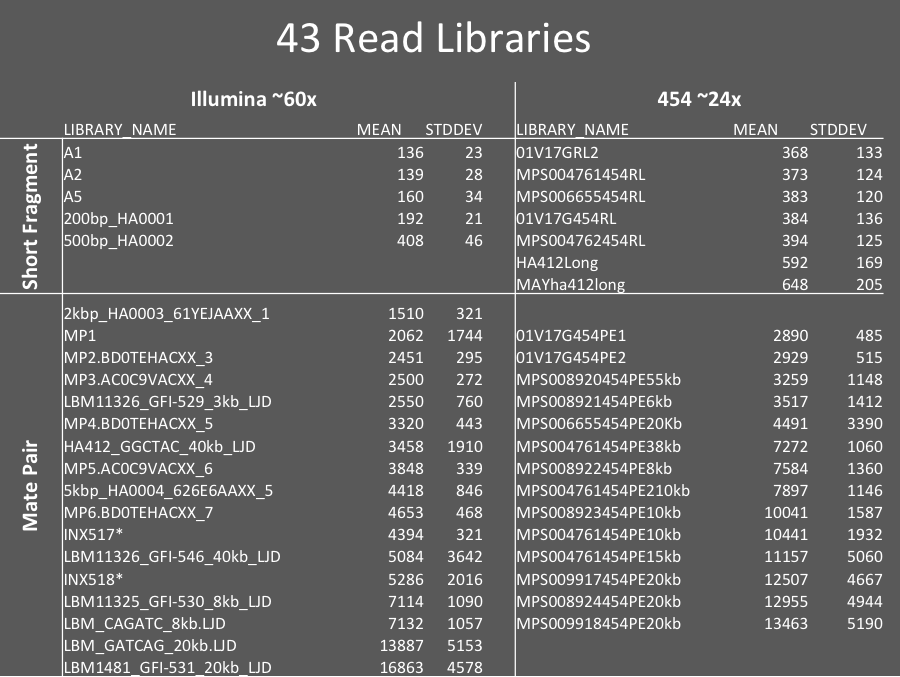 43 Read Libraries
Illumina ~60x 454 ~24x
LIBRARY_NAME MEAN STDDEV LIBRARY_NAME MEAN STDDEV
Short Fragment
A1 136 23 01V17GRL2 368 133
A2 139 28 MPS004761454RL 373 124
A5 160 34 MPS006655454RL 383 120
200bp_HA0001 192 21 01V17G454RL 384 136
500bp_HA0002 408 46 MPS004762454RL 394 125
HA412Long 592 169
MAYha412long 648 205
Mate Pair
2kbp_HA0003_61YEJAAXX_1 1510 321
MP1 2062 1744 01V17G454PE1 2890 485
MP2.BD0TEHACXX_3 2451 295 01V17G454PE2 2929 515
MP3.AC0C9VACXX_4 2500 272 MPS008920454PE55kb 3259 1148
LBM11326_GFI-529_3kb_LJD 2550 760 MPS008921454PE6kb 3517 1412
MP4.BD0TEHACXX_5 3320 443 MPS006655454PE20Kb 4491 3390
HA412_GGCTAC_40kb_LJD 3458 1910 MPS004761454PE38kb 7272 1060
MP5.AC0C9VACXX_6 3848 339 MPS008922454PE8kb 7584 1360
5kbp_HA0004_626E6AAXX_5 4418 846 MPS004761454PE210kb 7897 1146
MP6.BD0TEHACXX_7 4653 468 MPS008923454PE10kb 10041 1587
INX517* 4394 321 MPS004761454PE10kb 10441 1932
LBM11326_GFI-546_40kb_LJD 5084 3642 MPS004761454PE15kb 11157 5060
INX518* 5286 2016 MPS009917454PE20kb 12507 4667
LBM11325_GFI-530_8kb_LJD 7114 1090 MPS008924454PE20kb 12955 4944
LBM_CAGATC_8kb.LJD 7132 1057 MPS009918454PE20kb 13463 5190
LBM_GATCAG_20kb.LJD 13887 5153
LBM1481_GFI-531_20kb_LJD 16863 4578